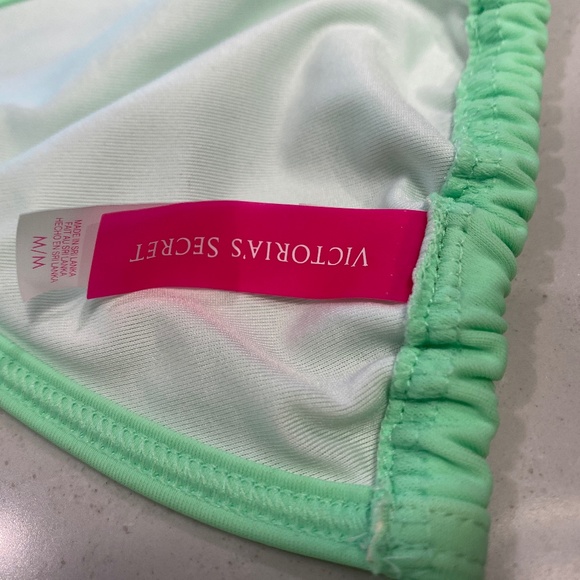 VICTORIA'S SECRET
MADE IN SRI LANKA
FAIT AU SRI LANKA
HECHO EN SRI LANKA
M/M